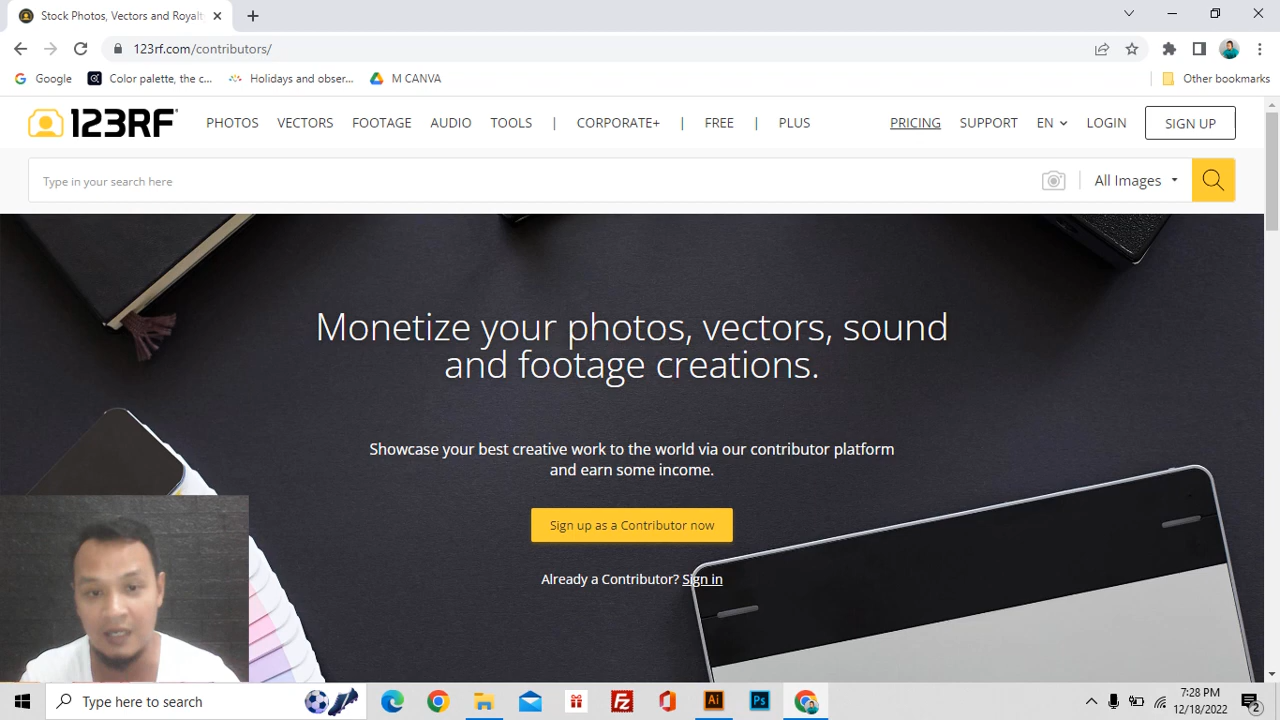 Stock Photos, Vectors and Royalt
123rf.com/contributors/
Google
Color palette, the c...
Holidays and obser...
M CANVA
Other bookmarks
123RF
PHOTOS
VECTORS
FOOTAGE
AUDIO
TOOLS
|
CORPORATE+
|
FREE
|
PLUS
PRICING
SUPPORT
EN
LOGIN
SIGN UP
Type in your search here
All Images
Monetize your photos, vectors, sound
and footage creations.
Showcase your best creative work to the world via our contributor platform
and earn some income.
Sign up as a Contributor now
Already a Contributor? Sign in
Type here to search
Fz
Ai
Ps
7:28 PM
12/18/2022
2